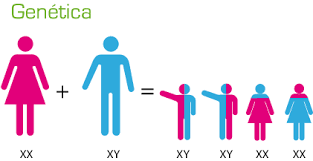 Genética
+ =
XX XY XY XY XX XX